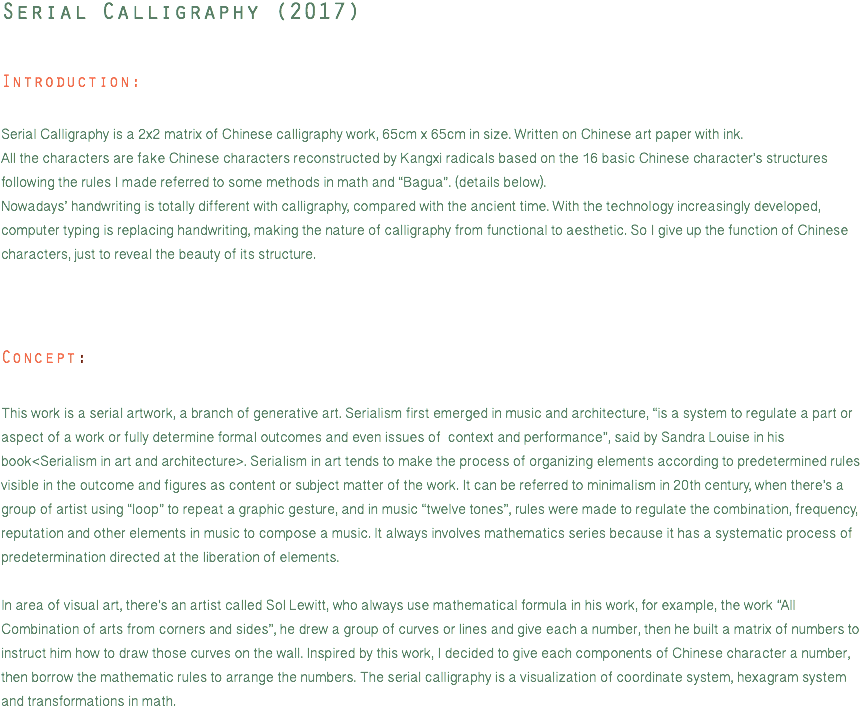 Serial Calligraphy (2017)
Introduction:
Serial Calligraphy is a 2x2 matrix of Chinese calligraphy work, 65cm x 65cm in size. Written on Chinese art paper with ink.
All the characters are fake Chinese characters reconstructed by Kangxi radicals based on the 16 basic Chinese character's structures
following the rules I made referred to some methods in math and “Bagua”. (details below).
Nowadays' handwriting is totally different with calligraphy, compared with the ancient time. With the technology increasingly developed,
computer typing is replacing handwriting, making the nature of calligraphy from functional to aesthetic. So I give up the function of Chinese
characters, just to reveal the beauty of its structure.
Concept:
This work is a serial artwork, a branch of generative art. Serialism first emerged in music and architecture, “is a system to regulate a part or
aspect of a work or fully determine formal outcomes and even issues of context and performance”, said by Sandra Louise in his
book<Serialism in art and architecture>. Serialism in art tends to make the process of organizing elements according to predetermined rules
visible in the outcome and figures as content or subject matter of the work. It can be referred to minimalism in 20th century, when there's a
group of artist using “loop” to repeat a graphic gesture, and in music “twelve tones”, rules were made to regulate the combination, frequency,
reputation and other elements in music to compose a music. It always involves mathematics series because it has a systematic process of
predetermination directed at the liberation of elements.
In area of visual art, there's an artist called Sol Lewitt, who always use mathematical formula in his work, for example, the work “All
Combination of arts from corners and sides”, he drew a group of curves or lines and give each a number, then he built a matrix of numbers to
instruct him how to draw those curves on the wall. Inspired by this work, I decided to give each components of Chinese character a number,
then borrow the mathematic rules to arrange the numbers. The serial calligraphy is a visualization of coordinate system, hexagram system
and transformations in math.